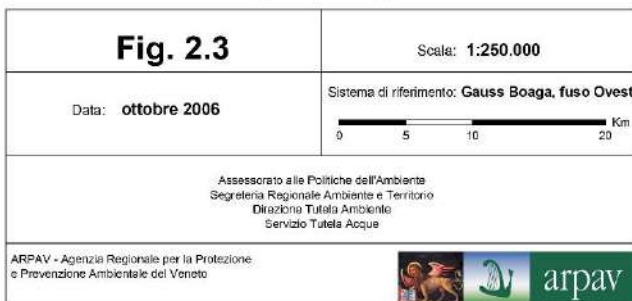 Fig. 2.3
Scala: 1:250.000
Data: ottobre 2006
Sistema di riferimento: Gauss Boaga, fuso Ovest
Km
0 5 10 20
Assessorato alle Politiche dell'Ambiente
Segreteria Regionale Ambiente e Territorio
Direzione Tutela Ambiente
Servizio Tutela Acque
ARPAV - Agenzia Regionale per la Protezione
e Prevenzione Ambientale del Veneto
arpav